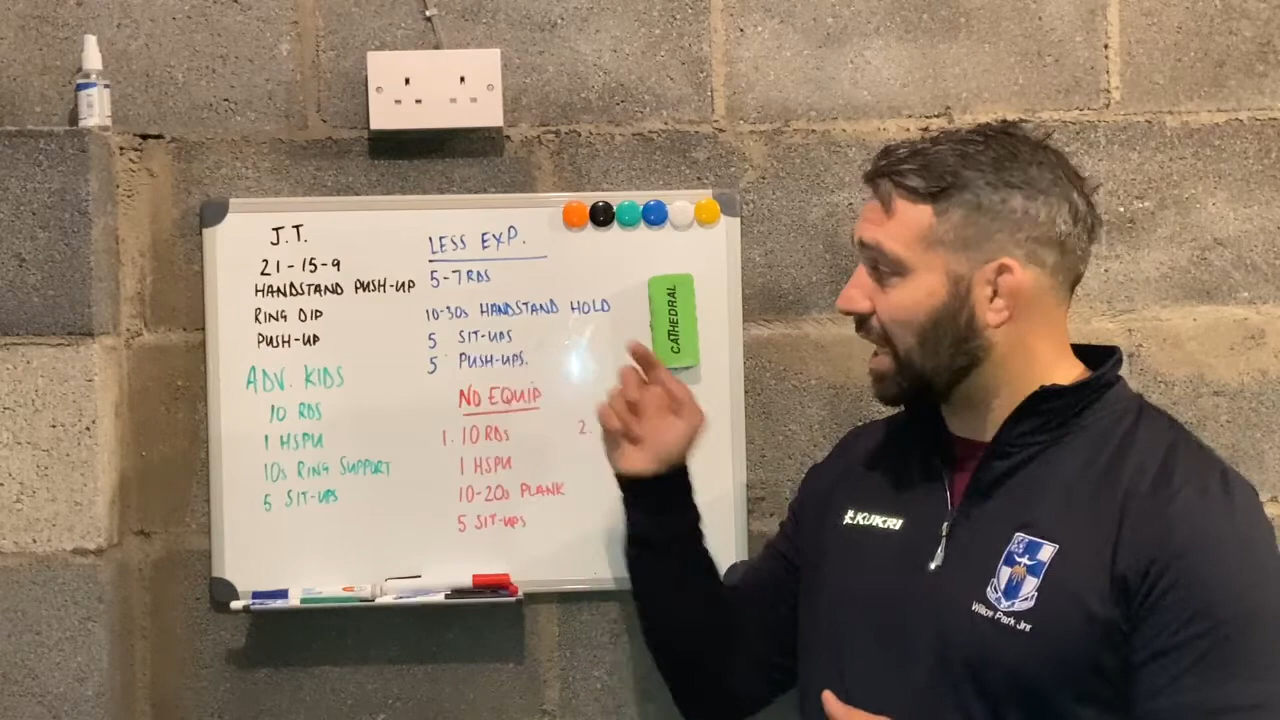 J.T.
21-15-9
HANDSTAND PUSH-UP
RING DIP
PUSH-UP
ADV. KIDS
10 RDS
1 HSPU
10s RING SUPPORT
5 SIT-UPS
LESS EXP.
5-7 RDS
10-30s HANDSTAND HOLD
5 SIT-UPS
5 PUSH-UPS.
NO EQUIP
1. 10 RDS
1 HSPU
10-20s PLANK
5 SIT-UPS
2.
CATHEDRAL
KUKRI
Willow Park Jnr